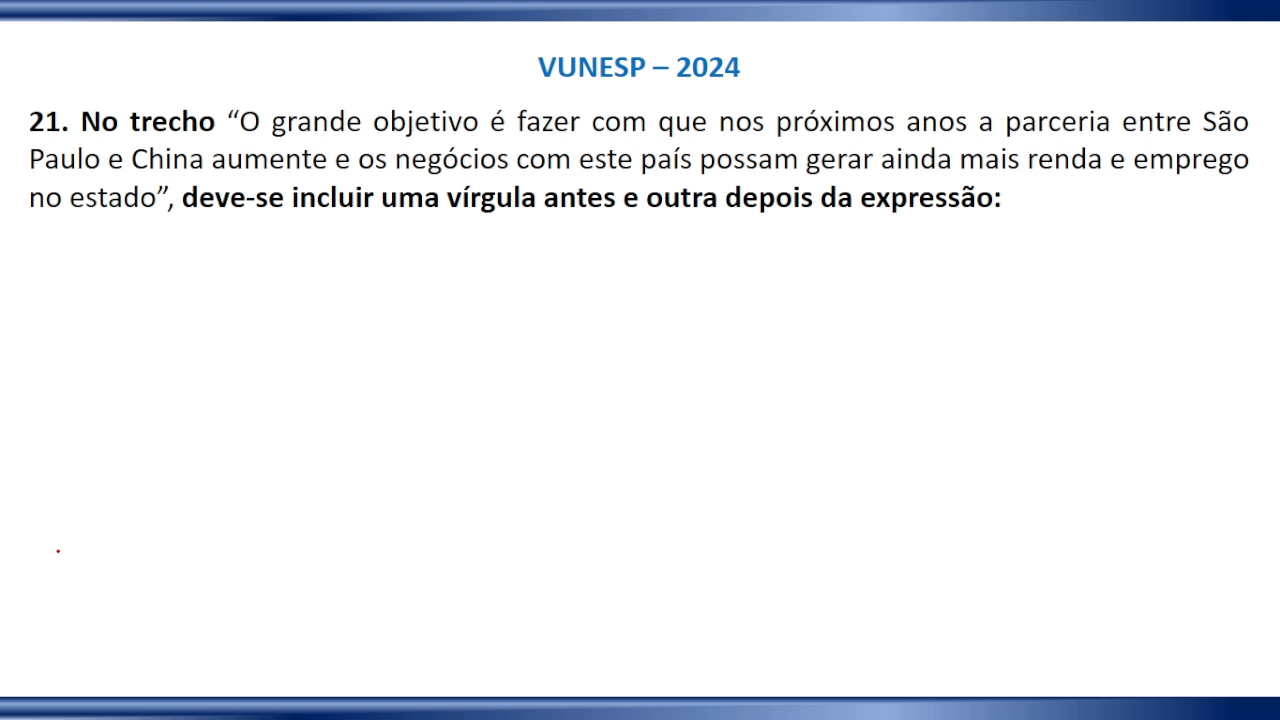 VUNESP – 2024
21. No trecho “O grande objetivo é fazer com que nos próximos anos a parceria entre São
Paulo e China aumente e os negócios com este país possam gerar ainda mais renda e emprego
no estado”, deve-se incluir uma vírgula antes e outra depois da expressão: